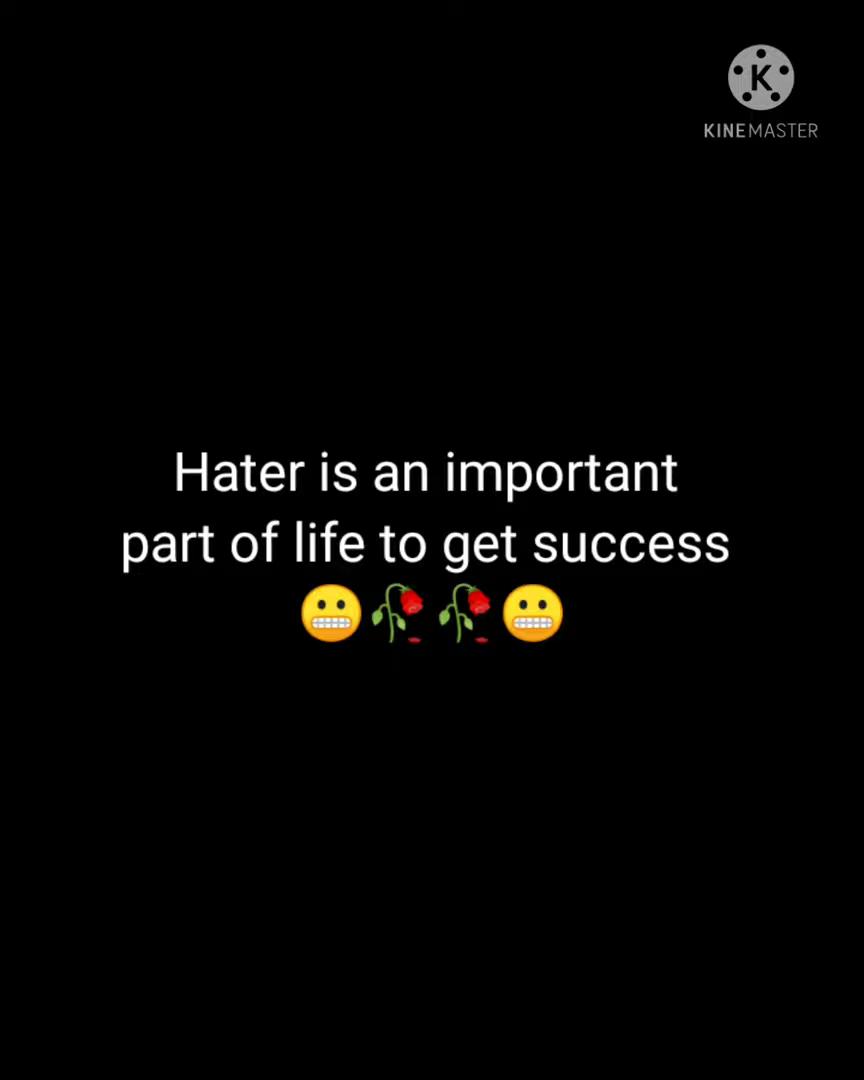 K
KINEMASTER
Hater is an important
part of life to get success
😬🥀🥀😬